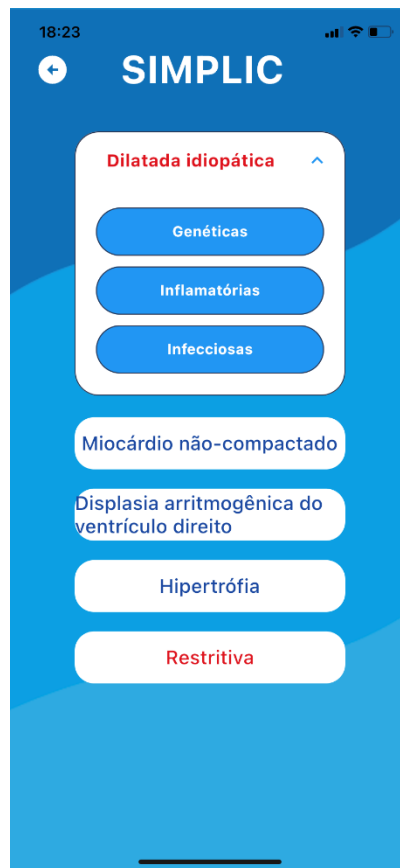 18:23
SIMPLIC
Dilatada idiopática
Genéticas
Inflamatórias
Infecciosas
Miocárdio não-compactado
Displasia arritmogênica do
ventrículo direito
Hipertrófia
Restritiva